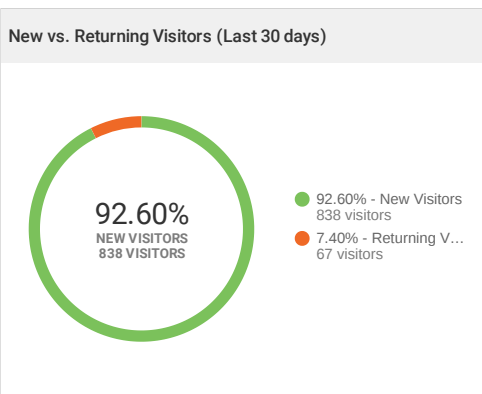 New vs. Returning Visitors (Last 30 days)
92.60%
NEW VISITORS
838 VISITORS
92.60% - New Visitors
838 visitors
7.40% - Returning V...
67 visitors